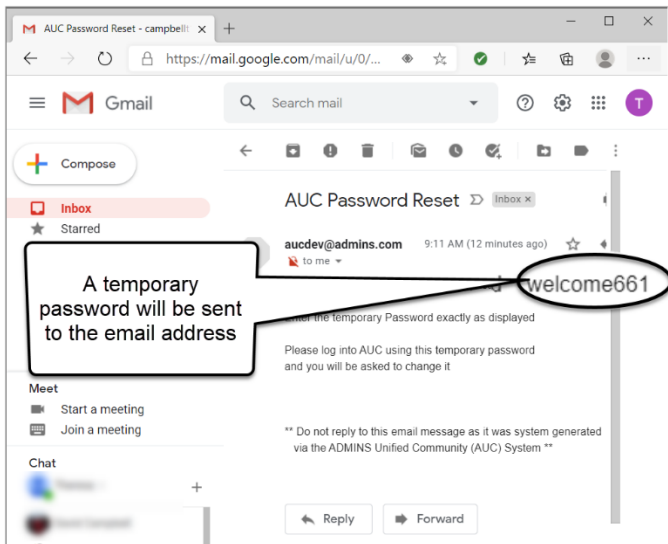 AUC Password Reset - campbellt
https://mail.google.com/mail/u/0/...
Gmail
Search mail
T
Compose
AUC Password Reset
Inbox ×
Inbox
Starred
aucdev@admins.com
9:11 AM (12 minutes ago)
to me
A temporary
password will be sent
to the email address
welcome661
the temporary Password exactly as displayed
Please log into AUC using this temporary password
and you will be asked to change it
Meet
Start a meeting
Join a meeting
** Do not reply to this email message as it was system generated
via the ADMINS Unified Community (AUC) System **
Chat
Reply
Forward